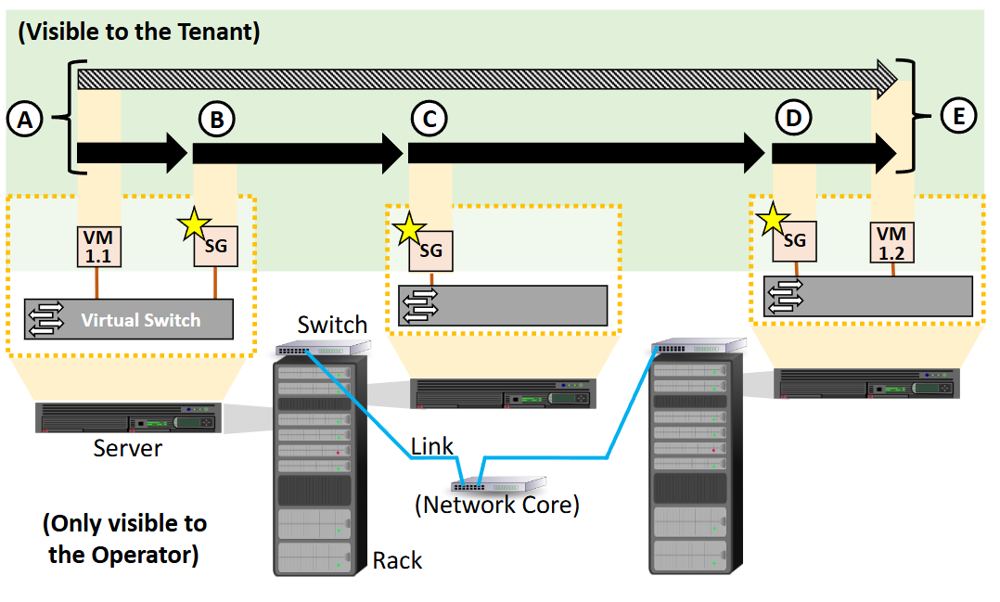 (Visible to the Tenant)
A
B
C
D
E
VM
1.1
SG
SG
SG
VM
1.2
Virtual Switch
Switch
Server
Link
(Network Core)
(Only visible to
the Operator)
Rack